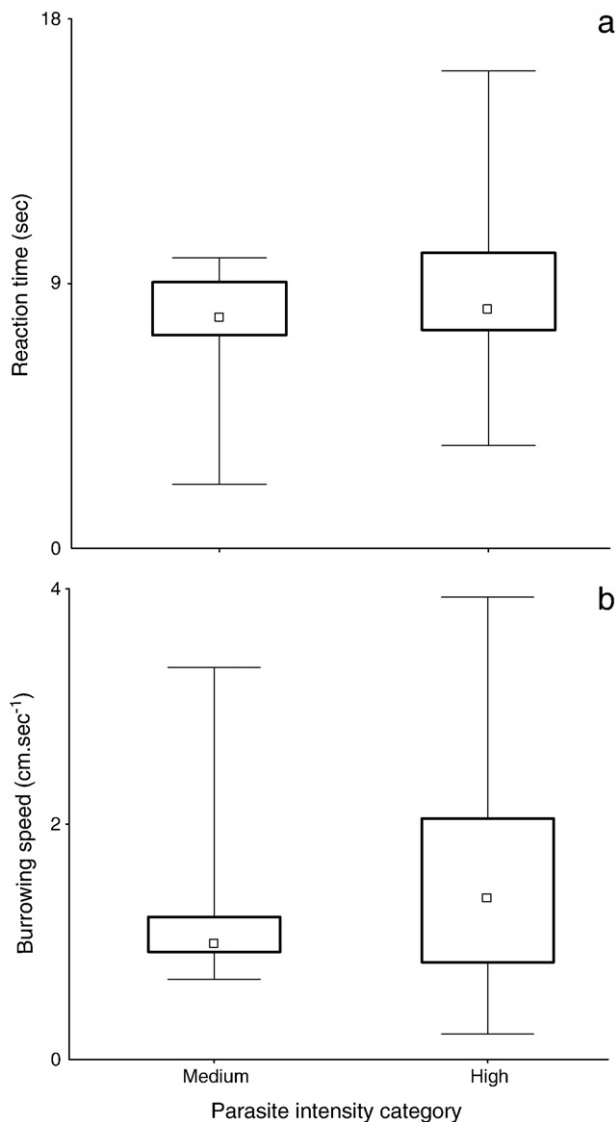 18
a
Reaction time (sec)
9
0
4
b
Burrowing speed (cm.sec⁻¹)
2
0
Medium
High
Parasite intensity category